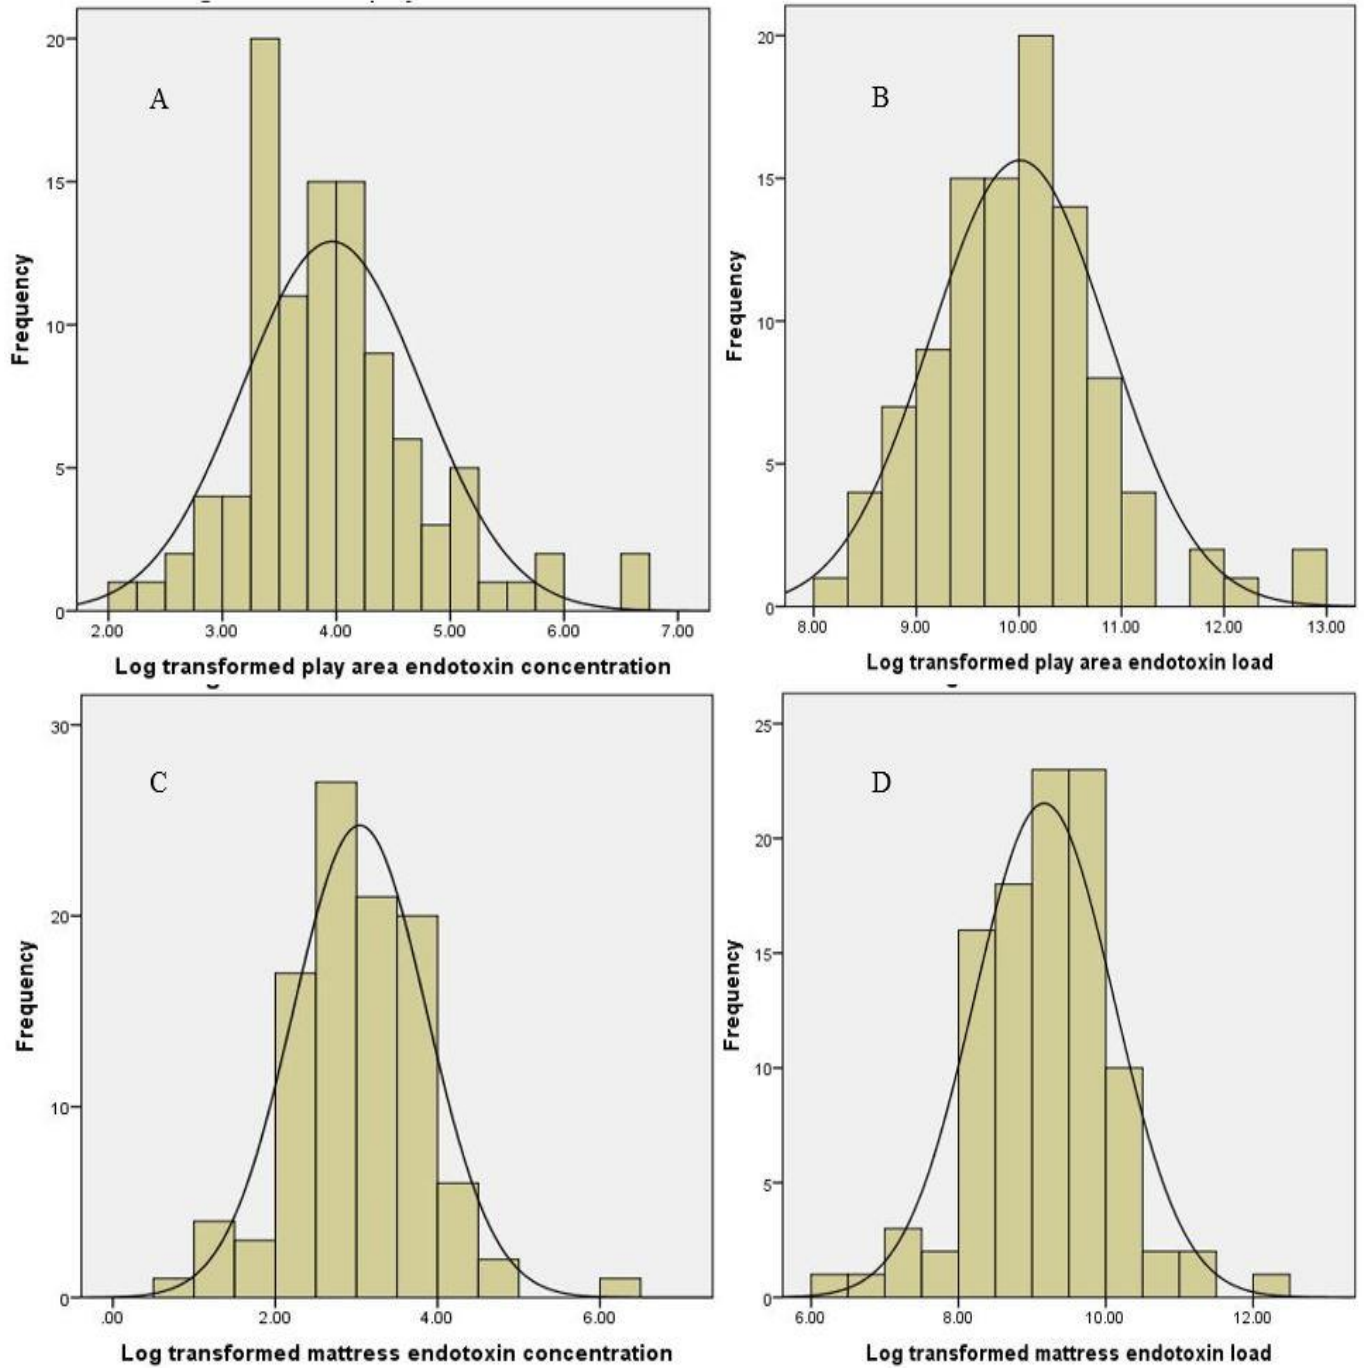 A
20
15
10
5
0
Frequency
2.00 3.00 4.00 5.00 6.00 7.00
Log transformed play area endotoxin concentration
B
20
15
10
5
0
Frequency
8.00 9.00 10.00 11.00 12.00 13.00
Log transformed play area endotoxin load
C
30
20
10
0
Frequency
.00 2.00 4.00 6.00
Log transformed mattress endotoxin concentration
D
25
20
15
10
5
0
Frequency
6.00 8.00 10.00 12.00
Log transformed mattress endotoxin load